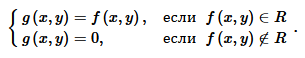 g (x, y) = f (x, y) , если f (x, y) ∈ R
g (x, y) = 0, если f (x, y) ∉ R .